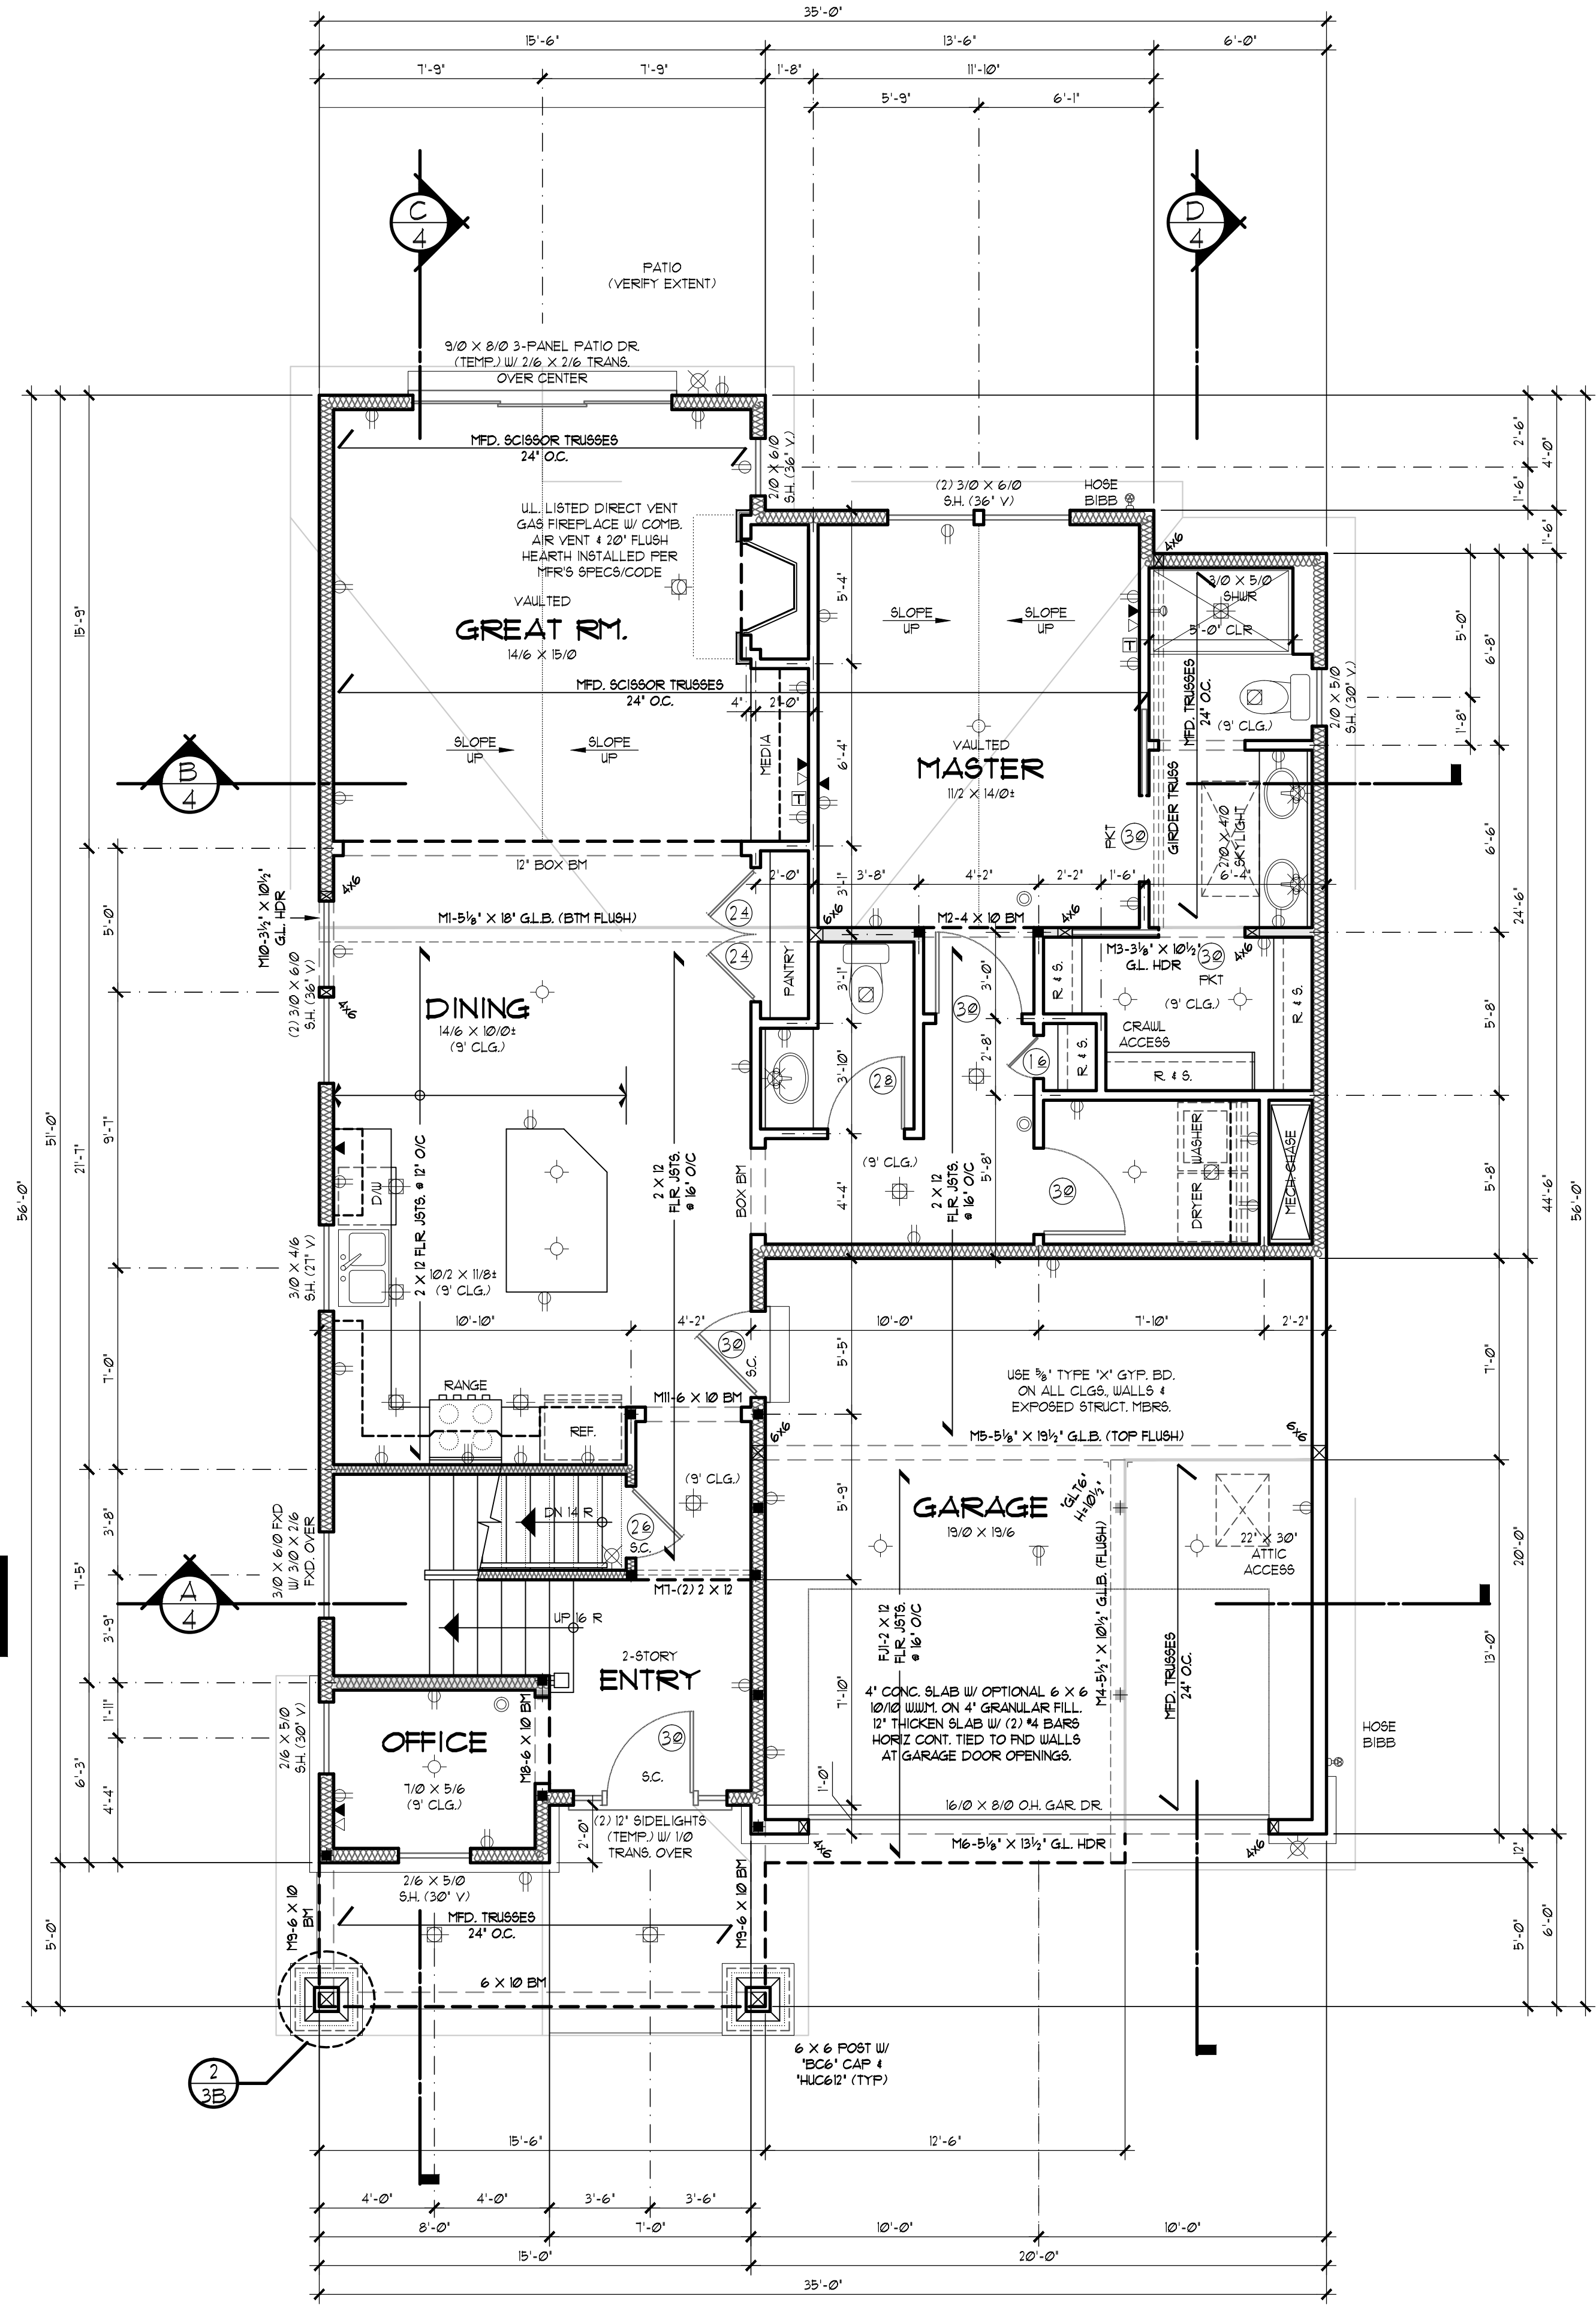 35'-0"
15'-6"
13'-6"
6'-0"
7'-9"
7'-9"
1'-8"
11'-10"
5'-9"
6'-1"
C
4
D
4
PATIO
(VERIFY EXTENT)
9/0 X 8/0 3-PANEL PATIO DR.
(TEMP.) W/ 2/6 X 2/6 TRANS.
OVER CENTER
MFD. SCISSOR TRUSSES
24" O.C.
2/0 X 6/0
S.H. (36" V.)
(2) 3/0 X 6/0
S.H. (36" V)
HOSE
BIBB
4X6
2'-6"
4'-0"
1'-6"
1'-6"
U.L. LISTED DIRECT VENT
GAS FIREPLACE W/ COMB.
AIR VENT & 20" FLUSH
HEARTH INSTALLED PER
MFR'S SPECS/CODE
VAULTED
GREAT RM.
14/6 X 15/0
5'-4"
SLOPE
UP
SLOPE
UP
3/0 X 5/0
SHWR
5'-0" CLR
T
5'-0"
6'-8"
1'-8"
15'-9"
MFD. SCISSOR TRUSSES
24" O.C.
4"
2'-0"
MFD. TRUSSES
24" O.C.
(9' CLG.)
2/0 X 5/0
S.H. (30" V.)
SLOPE
UP
SLOPE
UP
MEDIA
T
6'-4"
VAULTED
MASTER
11/2 X 14/0±
B
4
PKT
30
GIRDER TRUSS
2/0 X 4/0
SKYLIGHT
6'-6"
24'-6"
12" BOX BM
2'-0"
3'-1"
3'-8"
4'-2"
2'-2"
1'-6"
6'-4"
4X6
M10-3½" X 10½"
G.L. HDR
5'-0"
M1-5⅛" X 18" G.L.B. (BTM FLUSH)
24
24
6X6
M2-4 X 10 BM
4X6
M3-3⅛" X 10½"
G.L. HDR
30
PKT
4X6
(9' CLG.)
(2) 3/0 X 6/0
S.H. (36" V)
4X6
DINING
14/6 X 10/0±
(9' CLG.)
PANTRY
3'-1"
30
3'-0"
R & S.
R & S.
CRAWL
ACCESS
5'-8"
2'-8"
16
R & S.
R & S.
3'-10"
28
56'-0"
51'-0"
21'-7"
9'-7"
2 X 12 FLR JSTS. @ 12" O/C
D/W
2 X 12
FLR. JSTS.
@ 16" O/C
BOX BM
(9' CLG.)
4'-4"
2 X 12
FLR. JSTS.
@ 16" O/C
5'-8"
30
WASHER
DRYER
MECH CHASE
5'-8"
44'-6"
56'-0"
3/0 X 4/6
S.H. (27" V)
10/2 X 11/8±
(9' CLG.)
10'-10"
4'-2"
10'-0"
7'-10"
2'-2"
30
S.C.
5'-5"
7'-0"
7'-0"
USE ⅝" TYPE "X" GYP. BD.
ON ALL CLGS., WALLS &
EXPOSED STRUCT. MBRS.
RANGE
REF.
M11-6 X 10 BM
6X6
M5-5⅛" X 19½" G.L.B. (TOP FLUSH)
6X6
(9' CLG.)
5'-9"
GARAGE
19/0 X 19/6
"GLT6"
H=10½"
22" X 30"
ATTIC
ACCESS
3/0 X 6/0 FXD
W/ 3/0 X 2/6
FXD. OVER
3'-8"
7'-5"
DN 14 R
26
S.C.
M7-(2) 2 X 12
A
4
UP 16 R
3'-9"
2-STORY
ENTRY
FJ1-2 X 12
FLR. JSTS.
@ 16" O/C
M4-5½" X 10½" G.L.B. (FLUSH)
MFD. TRUSSES
24" O.C.
20'-0"
13'-0"
4" CONC. SLAB W/ OPTIONAL 6 X 6
10/10 W.W.M. ON 4" GRANULAR FILL.
12" THICKEN SLAB W/ (2) #4 BARS
HORIZ CONT. TIED TO FND WALLS
AT GARAGE DOOR OPENINGS.
7'-10"
1'-11"
6'-3"
4'-4"
2/6 X 5/0
S.H. (30" V)
OFFICE
7/0 X 5/6
(9' CLG.)
M8-6 X 10 BM
30
S.C.
1'-0"
HOSE
BIBB
16/0 X 8/0 O.H. GAR. DR.
2'-0"
(2) 12" SIDELIGHTS
(TEMP.) W/ 1/0
TRANS. OVER
4X6
M6-5⅛" X 13½" G.L. HDR
4X6
12"
2/6 X 5/0
S.H. (30" V)
M9-6 X 10
BM
MFD. TRUSSES
24" O.C.
M9-6 X 10 BM
5'-0"
5'-0"
6'-0"
6 X 10 BM
6 X 6 POST W/
"BC6" CAP &
"HUC612" (TYP)
2
3B
15'-6"
12'-6"
4'-0"
4'-0"
3'-6"
3'-6"
8'-0"
7'-0"
10'-0"
10'-0"
15'-0"
20'-0"
35'-0"